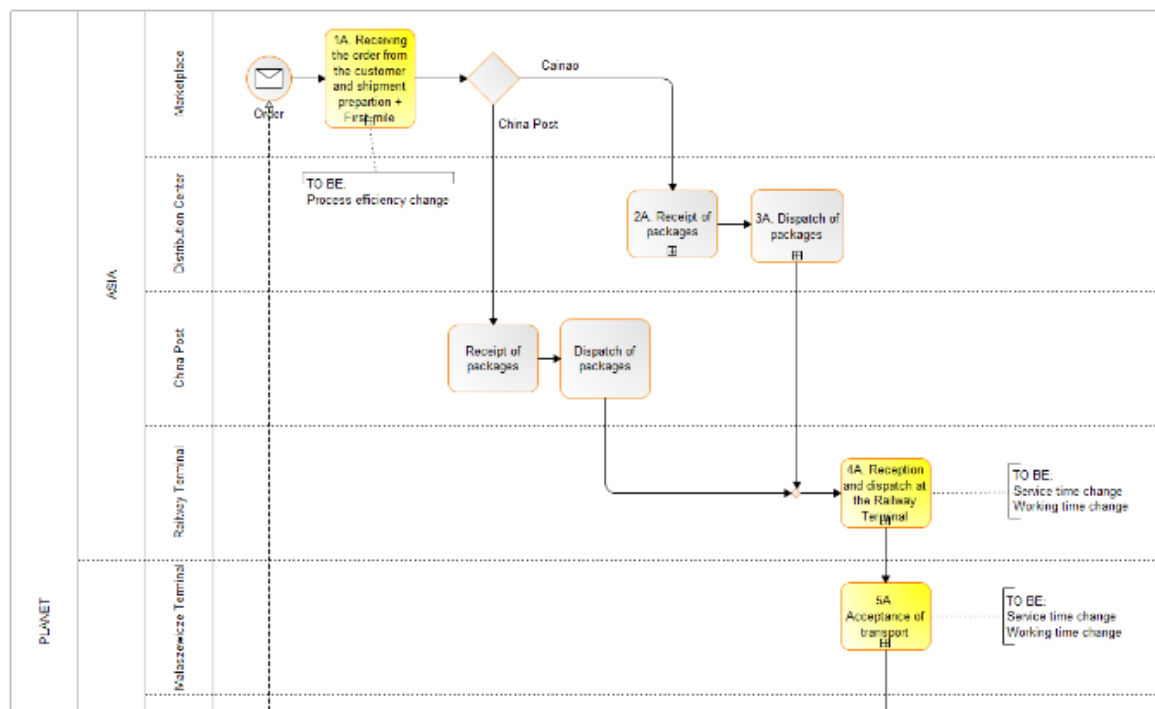 PLANET
ASIA
Marketplace
Order
1A. Receiving
the order from
the customer
and shipment
prepartion +
First-mile
Cainao
China Post
TO BE:
Process efficiency change
Distribution Center
2A. Receipt of
packages
3A. Dispatch of
packages
China Post
Receipt of
packages
Dispatch of
packages
Railway Terminal
4A. Reception
and dispatch at
the Railway
Terminal
TO BE:
Service time change
Working time change
Malaszewicze Terminal
5A.
Acceptance of
transport
TO BE:
Service time change
Working time change